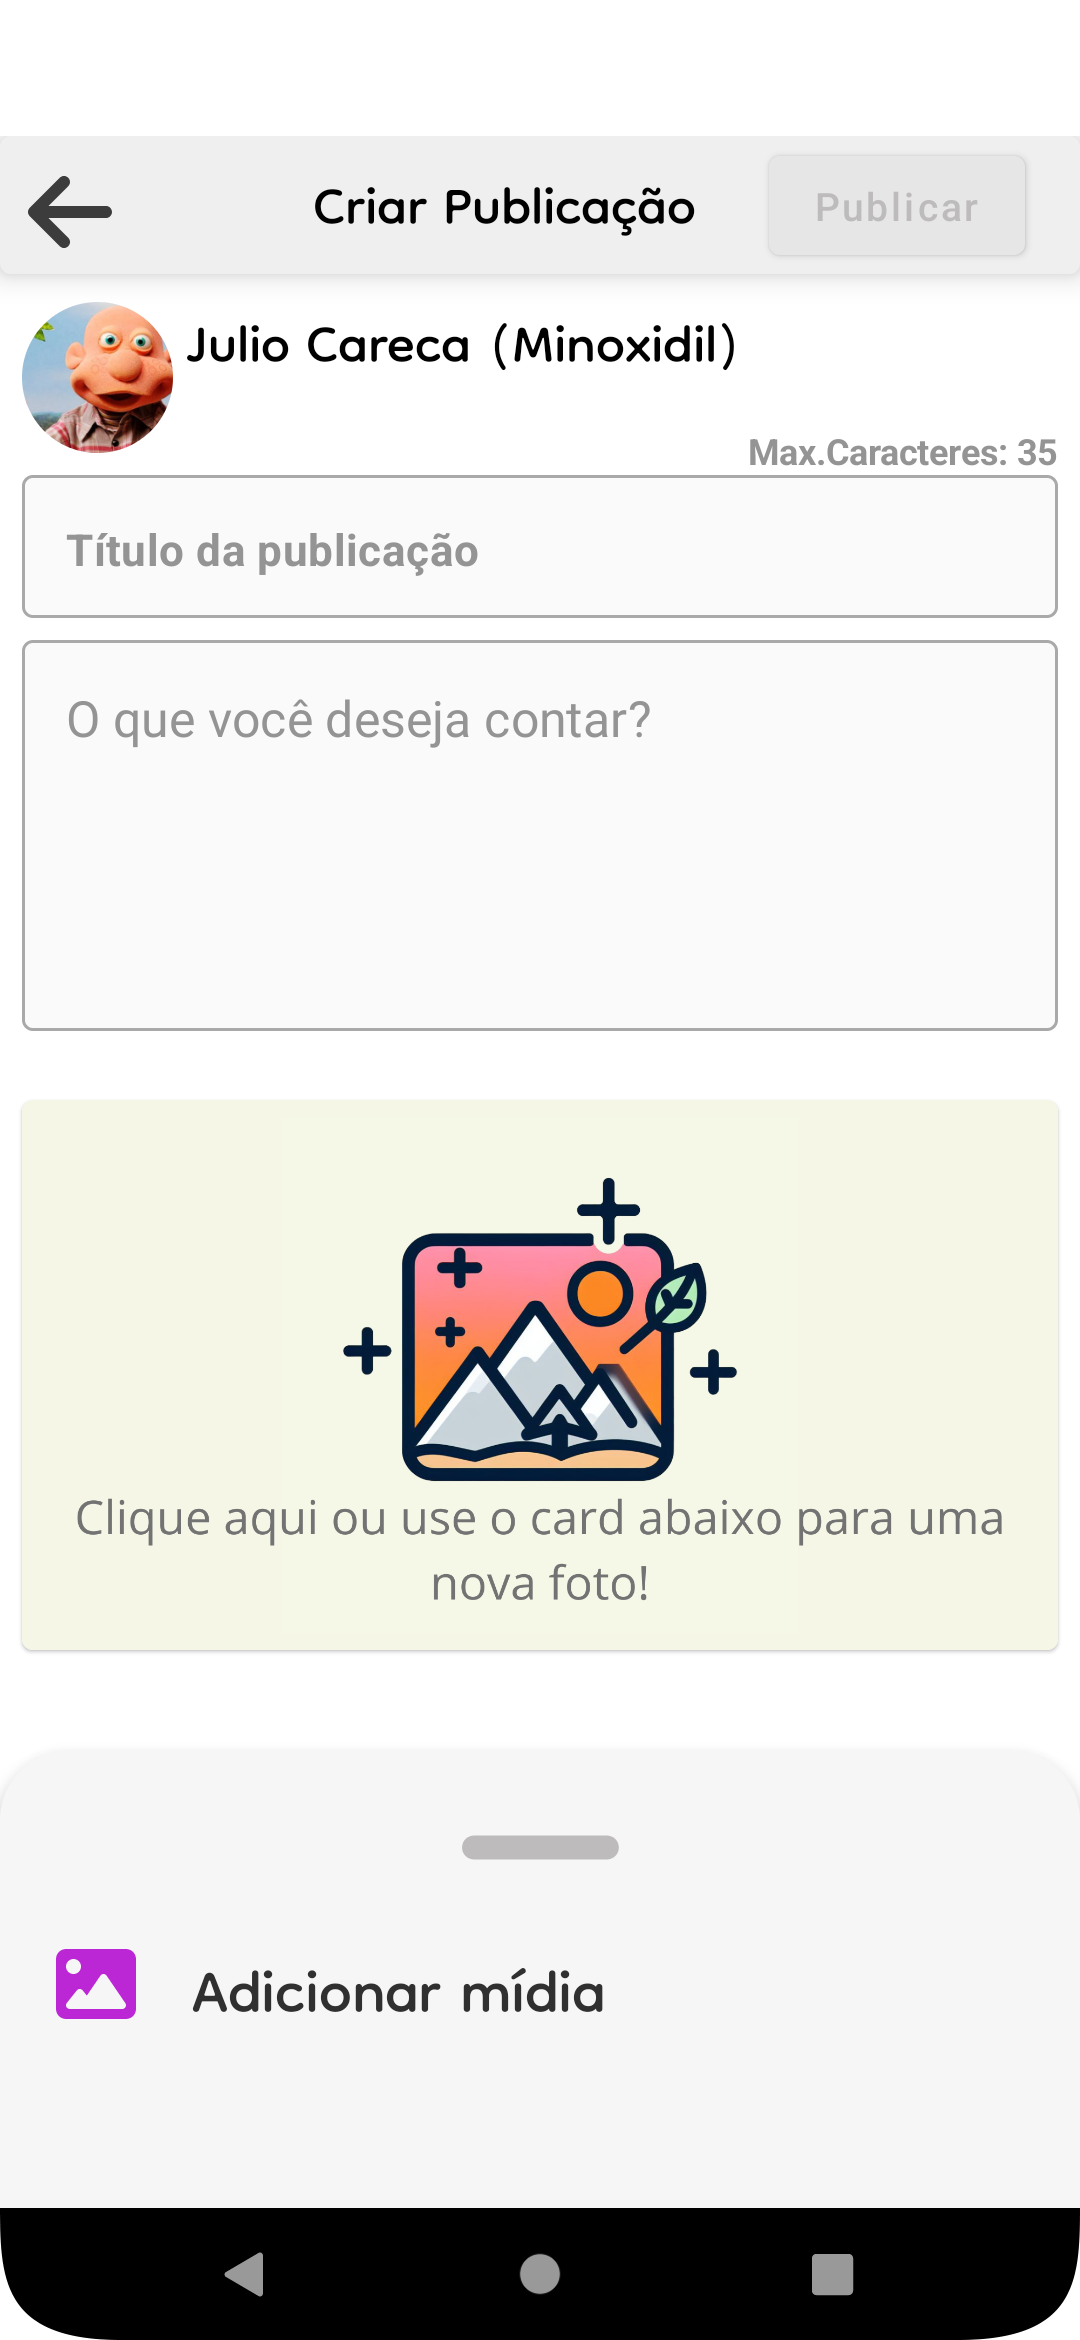 Criar Publicação
Publicar
Julio Careca (Minoxidil)
Max.Caracteres: 35
Título da publicação
O que você deseja contar?
Clique aqui ou use o card abaixo para uma
nova foto!
Adicionar mídia